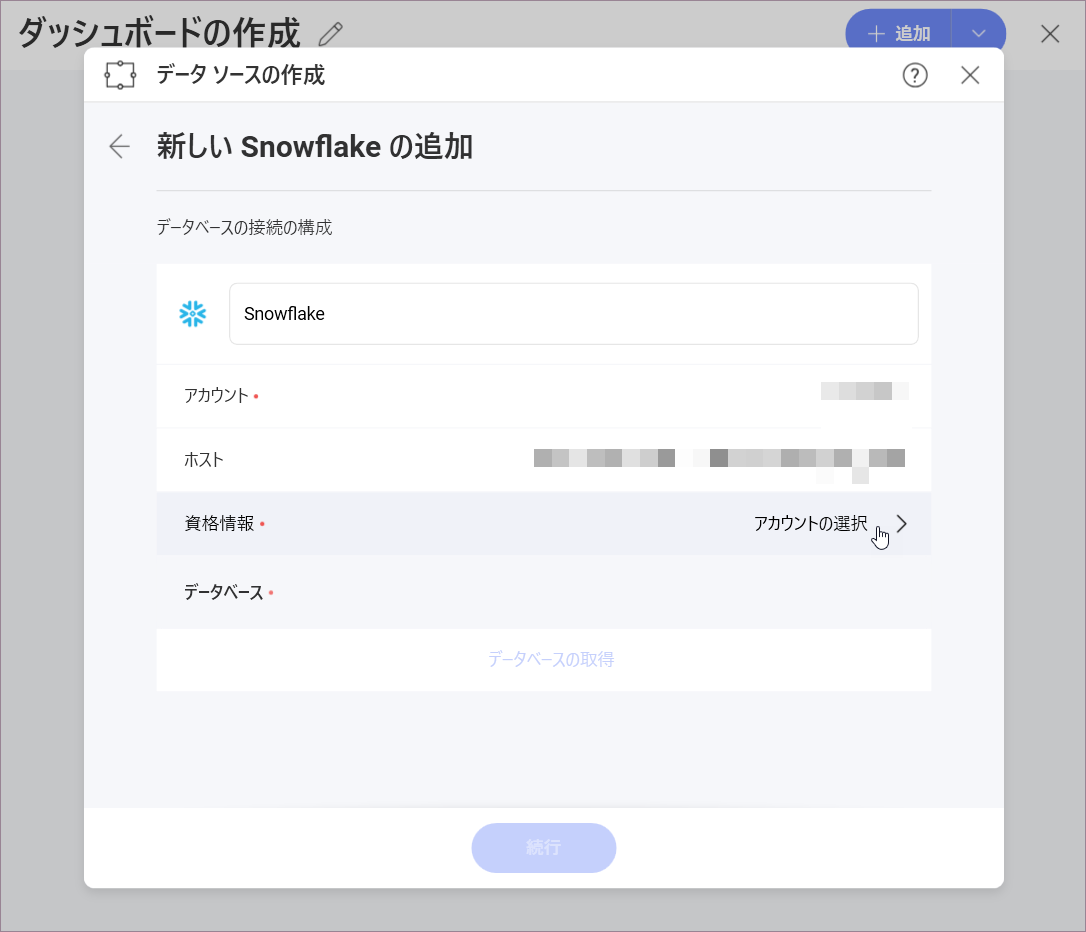 ダッシュボードの作成
追加
データ ソースの作成
新しい Snowflake の追加
データベースの接続の構成
Snowflake
アカウント
ホスト
資格情報
アカウントの選択
データベース
データベースの取得
続行